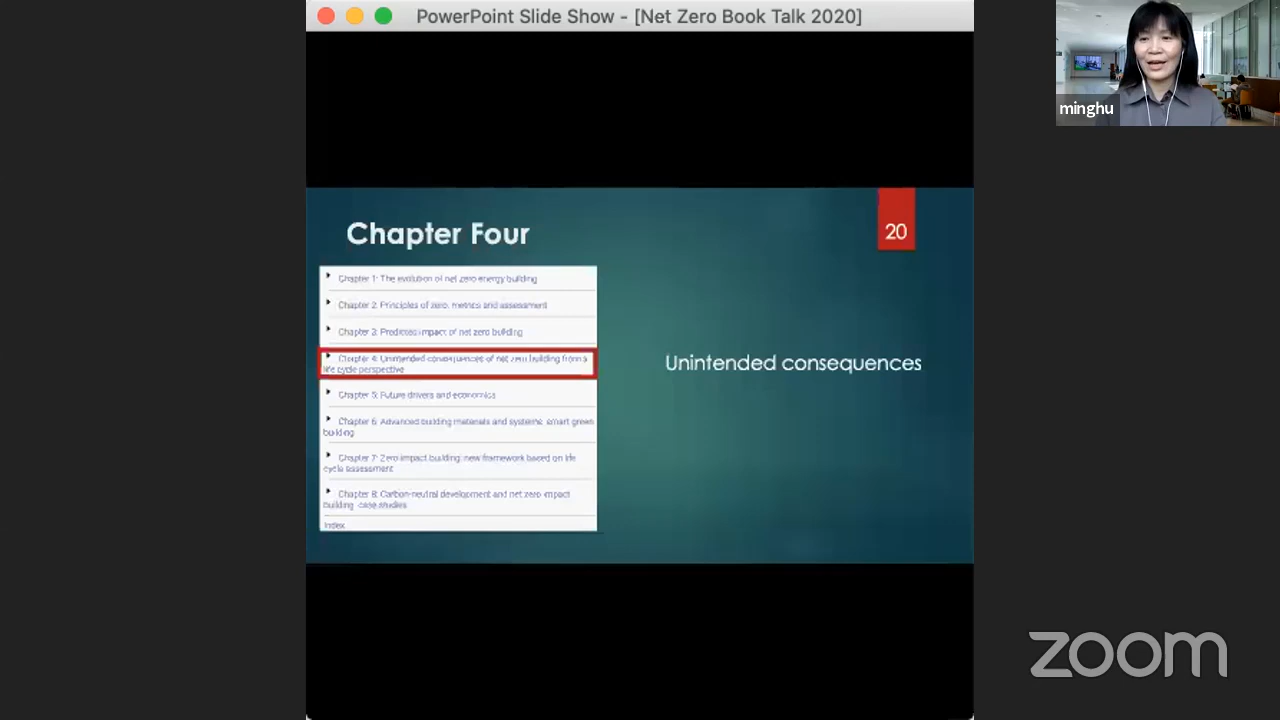 PowerPoint Slide Show - [Net Zero Book Talk 2020]
minghu
20
Chapter Four
Chapter 1: The evolution of net zero energy building
Chapter 2: Principles of zero: metrics and assessment
Chapter 3: Predicted impact of net zero building
Chapter 4: Unintended consequences of net zero building from a
life cycle perspective
Chapter 5: Future drivers and economics
Chapter 6: Advanced building materials and systems: smart green
building
Chapter 7: Zero impact building: new framework based on life
cycle assessment
Chapter 8: Carbon-neutral development and net zero impact
building case studies
Index
Unintended consequences
zoom